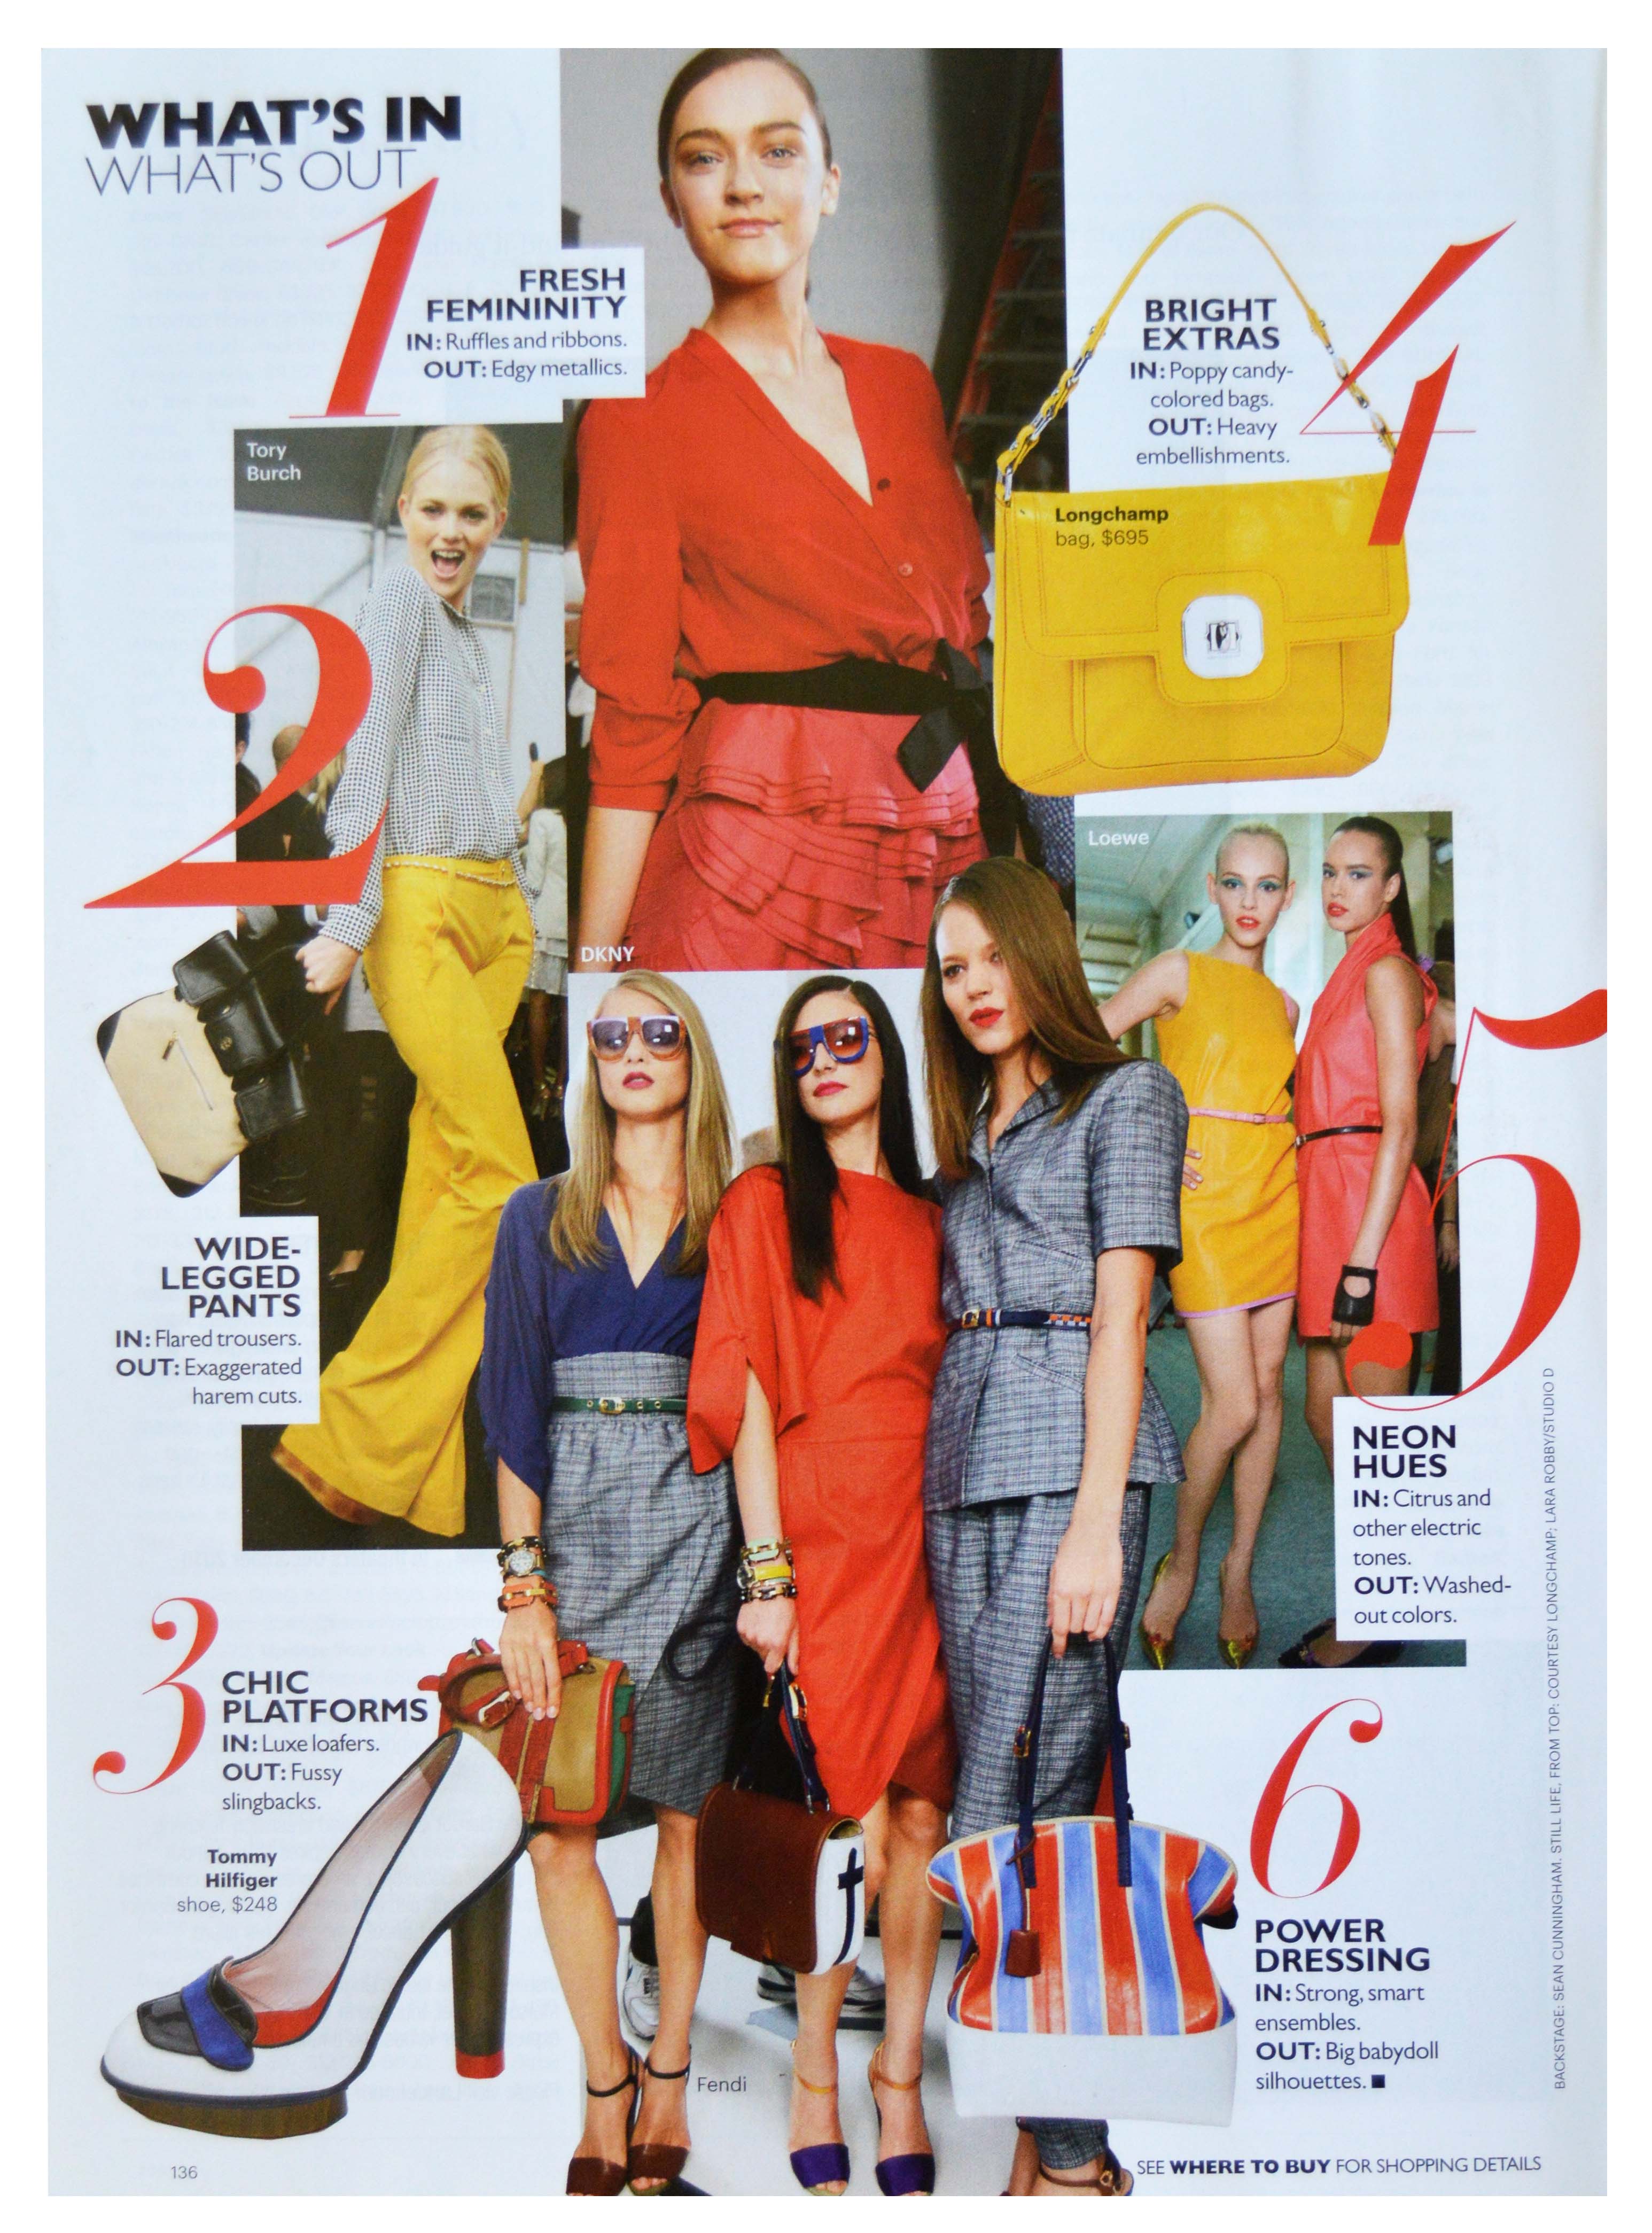 WHAT'S IN
WHAT'S OUT
1
FRESH
FEMININITY
IN: Ruffles and ribbons.
OUT: Edgy metallics.
Tory
Burch
2
WIDE-
LEGGED
PANTS
IN: Flared trousers.
OUT: Exaggerated
harem cuts.
DKNY
3
CHIC
PLATFORMS
IN: Luxe loafers.
OUT: Fussy
slingbacks.
Tommy
Hilfiger
shoe, $248
Fendi
4
BRIGHT
EXTRAS
IN: Poppy candy-
colored bags.
OUT: Heavy
embellishments.
Longchamp
bag, $695
Loewe
5
NEON
HUES
IN: Citrus and
other electric
tones.
OUT: Washed-
out colors.
6
POWER
DRESSING
IN: Strong, smart
ensembles.
OUT: Big babydoll
silhouettes. ■
BACKSTAGE: SEAN CUNNINGHAM. STILL LIFE, FROM TOP: COURTESY LONGCHAMP; LARA ROBBY/STUDIO D
136
SEE WHERE TO BUY FOR SHOPPING DETAILS